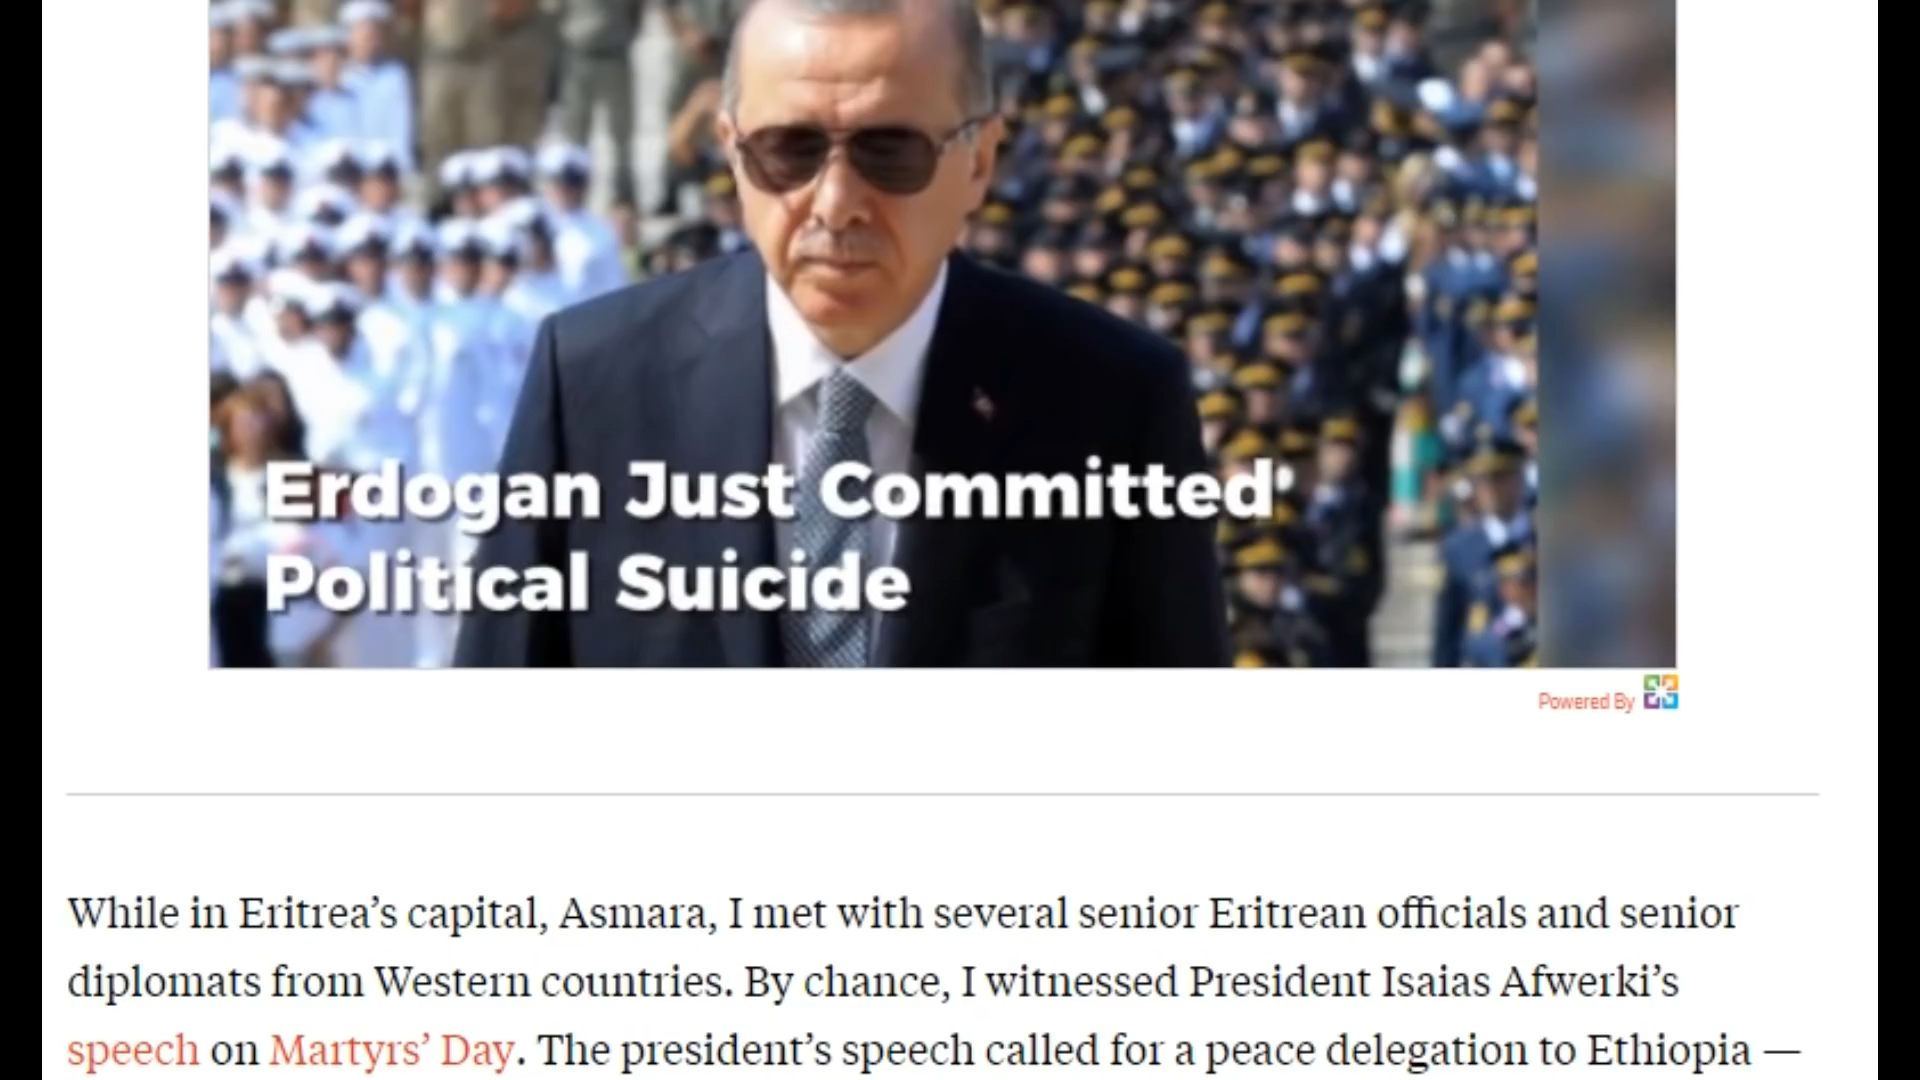 Erdogan Just Committed'
Political Suicide
Powered By
While in Eritrea’s capital, Asmara, I met with several senior Eritrean officials and senior
diplomats from Western countries. By chance, I witnessed President Isaias Afwerki’s
speech on Martyrs’ Day. The president’s speech called for a peace delegation to Ethiopia —